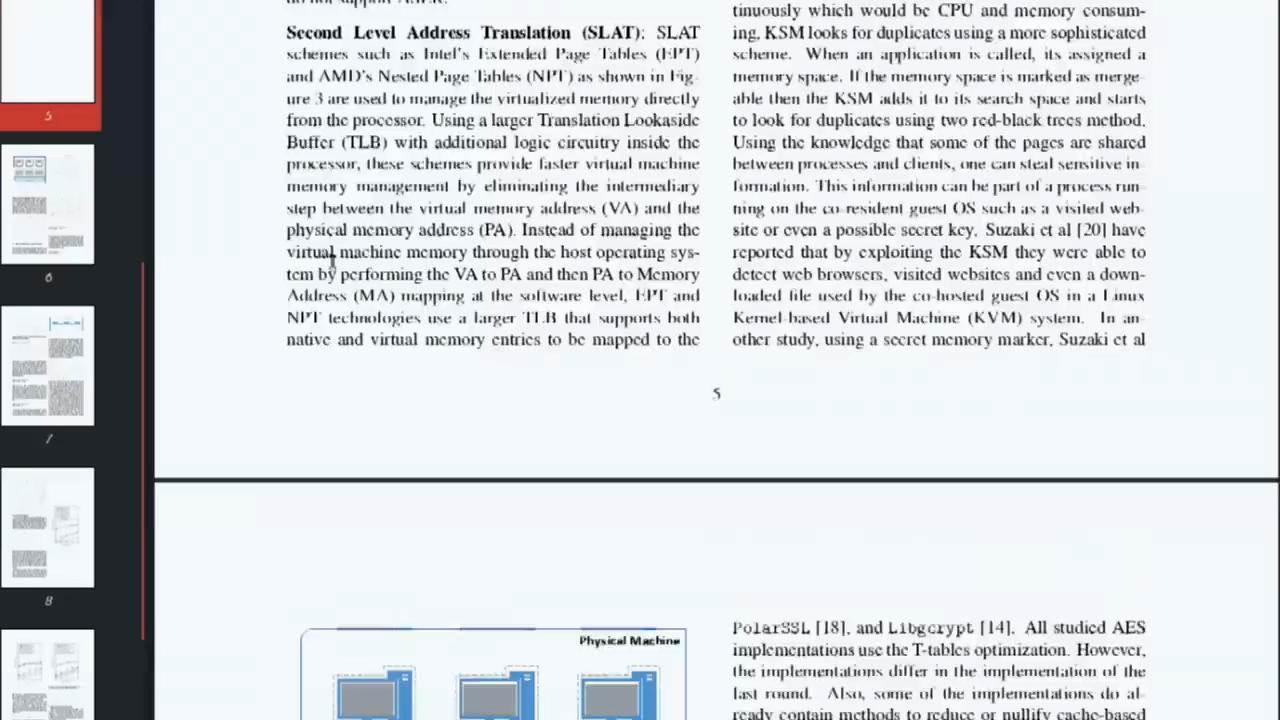 do not support AES.
Second Level Address Translation (SLAT): SLAT
schemes such as Intel's Extended Page Tables (EPT)
and AMD's Nested Page Tables (NPT) as shown in Fig-
ure 3 are used to manage the virtualized memory directly
from the processor. Using a larger Translation Lookaside
Buffer (TLB) with additional logic circuitry inside the
processor, these schemes provide faster virtual machine
memory management by eliminating the intermediary
step between the virtual memory address (VA) and the
physical memory address (PA). Instead of managing the
virtual machine memory through the host operating sys-
tem by performing the VA to PA and then PA to Memory
Address (MA) mapping at the software level, EPT and
NPT technologies use a larger TLB that supports both
native and virtual memory entries to be mapped to the
tinuously which would be CPU and memory consum-
ing, KSM looks for duplicates using a more sophisticated
scheme. When an application is called, its assigned a
memory space. If the memory space is marked as merge-
able then the KSM adds it to its search space and starts
to look for duplicates using two red-black trees method.
Using the knowledge that some of the pages are shared
between processes and clients, one can steal sensitive in-
formation. This information can be part of a process run-
ning on the co-resident guest OS such as a visited web-
site or even a possible secret key. Suzaki et al [20] have
reported that by exploiting the KSM they were able to
detect web browsers, visited websites and even a down-
loaded file used by the co-hosted guest OS in a Linux
Kernel-based Virtual Machine (KVM) system. In an-
other study, using a secret memory marker, Suzaki et al
5
Physical Machine
PolarSSL [18], and Libgcrypt [14]. All studied AES
implementations use the T-tables optimization. However,
the implementations differ in the implementation of the
last round. Also, some of the implementations do al-
ready contain methods to reduce or nullify cache-based
5
6
7
8